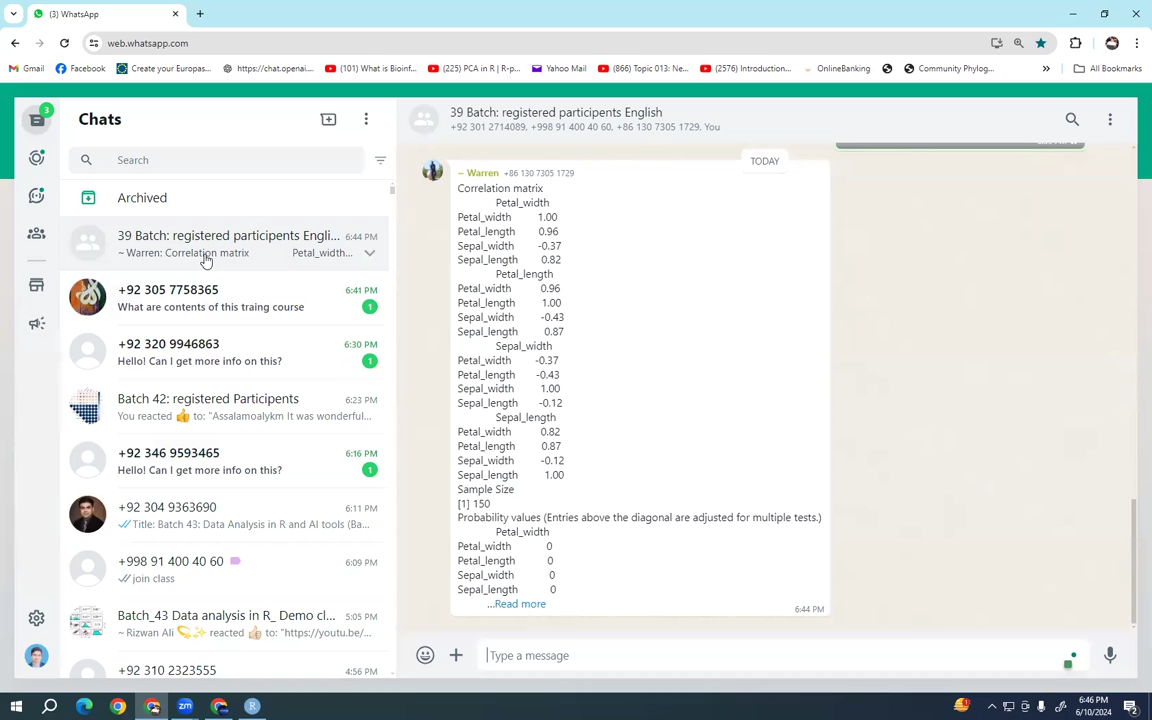 (3) WhatsApp
web.whatsapp.com
Gmail
Facebook
Create your Europas...
https://chat.openai....
(101) What is Bioinf...
(225) PCA in R | R-p...
Yahoo Mail
(866) Topic 013: Ne...
(2576) Introduction...
OnlineBanking
Community Phylog...
»
All Bookmarks
3
Chats
Search
Archived
39 Batch: registered participents Engli...
6:44 PM
~ Warren: Correlation matrix Petal_width...
+92 305 7758365
6:41 PM
What are contents of this traing course
1
+92 320 9946863
6:30 PM
Hello! Can I get more info on this?
1
Batch 42: registered Participants
6:23 PM
You reacted 👍 to: "Assalamoalykm It was wonderful...
+92 346 9593465
6:16 PM
Hello! Can I get more info on this?
1
+92 304 9363690
6:11 PM
Title: Batch 43: Data Analysis in R and AI tools (Ba...
+998 91 400 40 60
6:09 PM
join class
Batch_43 Data analysis in R_ Demo cl...
5:05 PM
~ Rizwan Ali 💫✨ reacted 👍🏻 to: "https://youtu.be/...
+92 310 2323555
4:56 PM
39 Batch: registered participents English
+92 301 2714089, +998 91 400 40 60, +86 130 7305 1729, You
TODAY
~ Warren +86 130 7305 1729
Correlation matrix
Petal_width
Petal_width 1.00
Petal_length 0.96
Sepal_width -0.37
Sepal_length 0.82
Petal_length
Petal_width 0.96
Petal_length 1.00
Sepal_width -0.43
Sepal_length 0.87
Sepal_width
Petal_width -0.37
Petal_length -0.43
Sepal_width 1.00
Sepal_length -0.12
Sepal_length
Petal_width 0.82
Petal_length 0.87
Sepal_width -0.12
Sepal_length 1.00
Sample Size
[1] 150
Probability values (Entries above the diagonal are adjusted for multiple tests.)
Petal_width
Petal_width 0
Petal_length 0
Sepal_width 0
Sepal_length 0
...Read more
6:44 PM
Type a message
zm
R
6:46 PM
6/10/2024
2